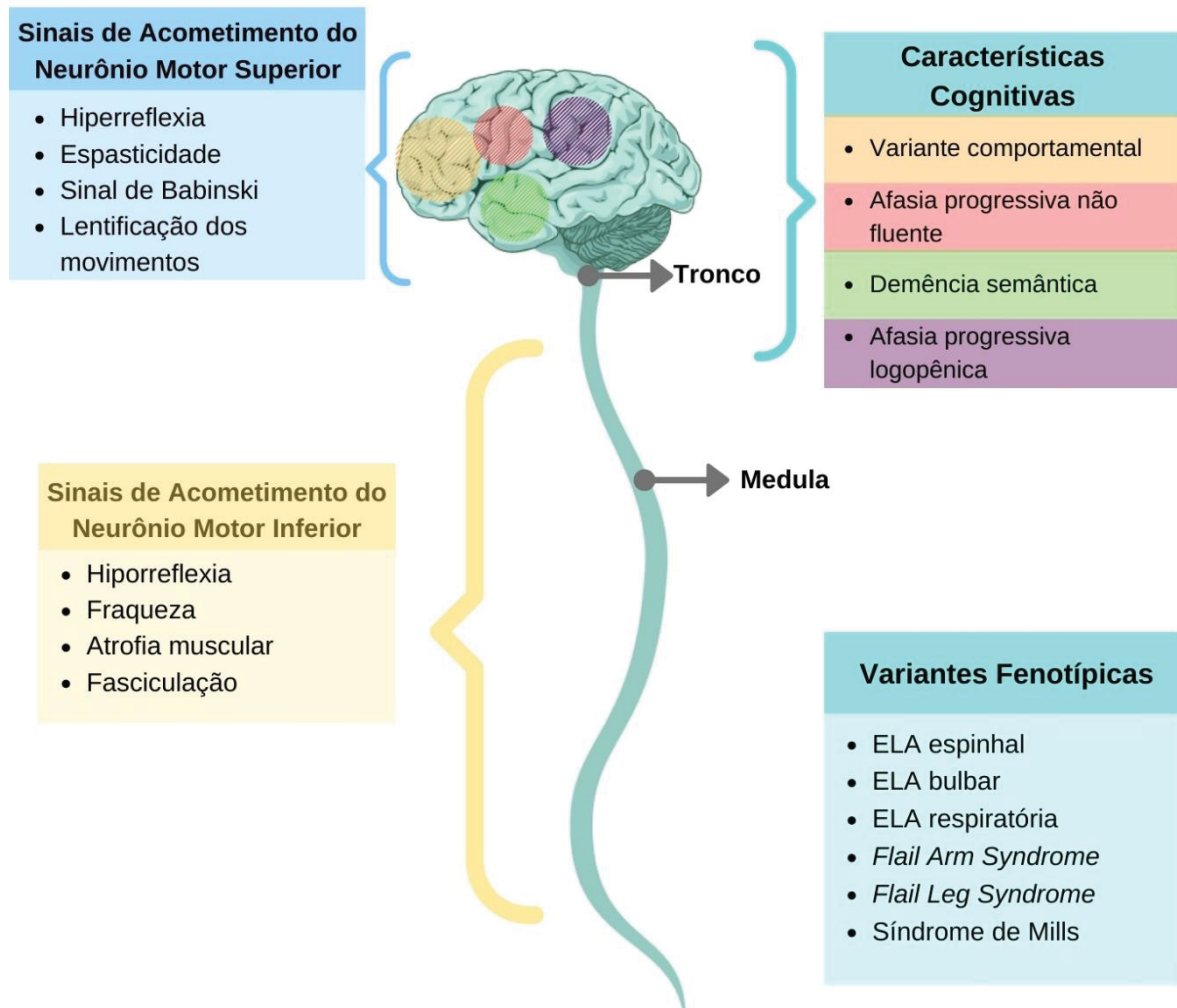 Sinais de Acometimento do
Neurônio Motor Superior
• Hiperreflexia
• Espasticidade
• Sinal de Babinski
• Lentificação dos
movimentos
Características
Cognitivas
• Variante comportamental
• Afasia progressiva não
fluente
• Demência semântica
• Afasia progressiva
logopênica
Tronco
Medula
Sinais de Acometimento do
Neurônio Motor Inferior
• Hiporreflexia
• Fraqueza
• Atrofia muscular
• Fasciculação
Variantes Fenotípicas
• ELA espinhal
• ELA bulbar
• ELA respiratória
• Flail Arm Syndrome
• Flail Leg Syndrome
• Síndrome de Mills